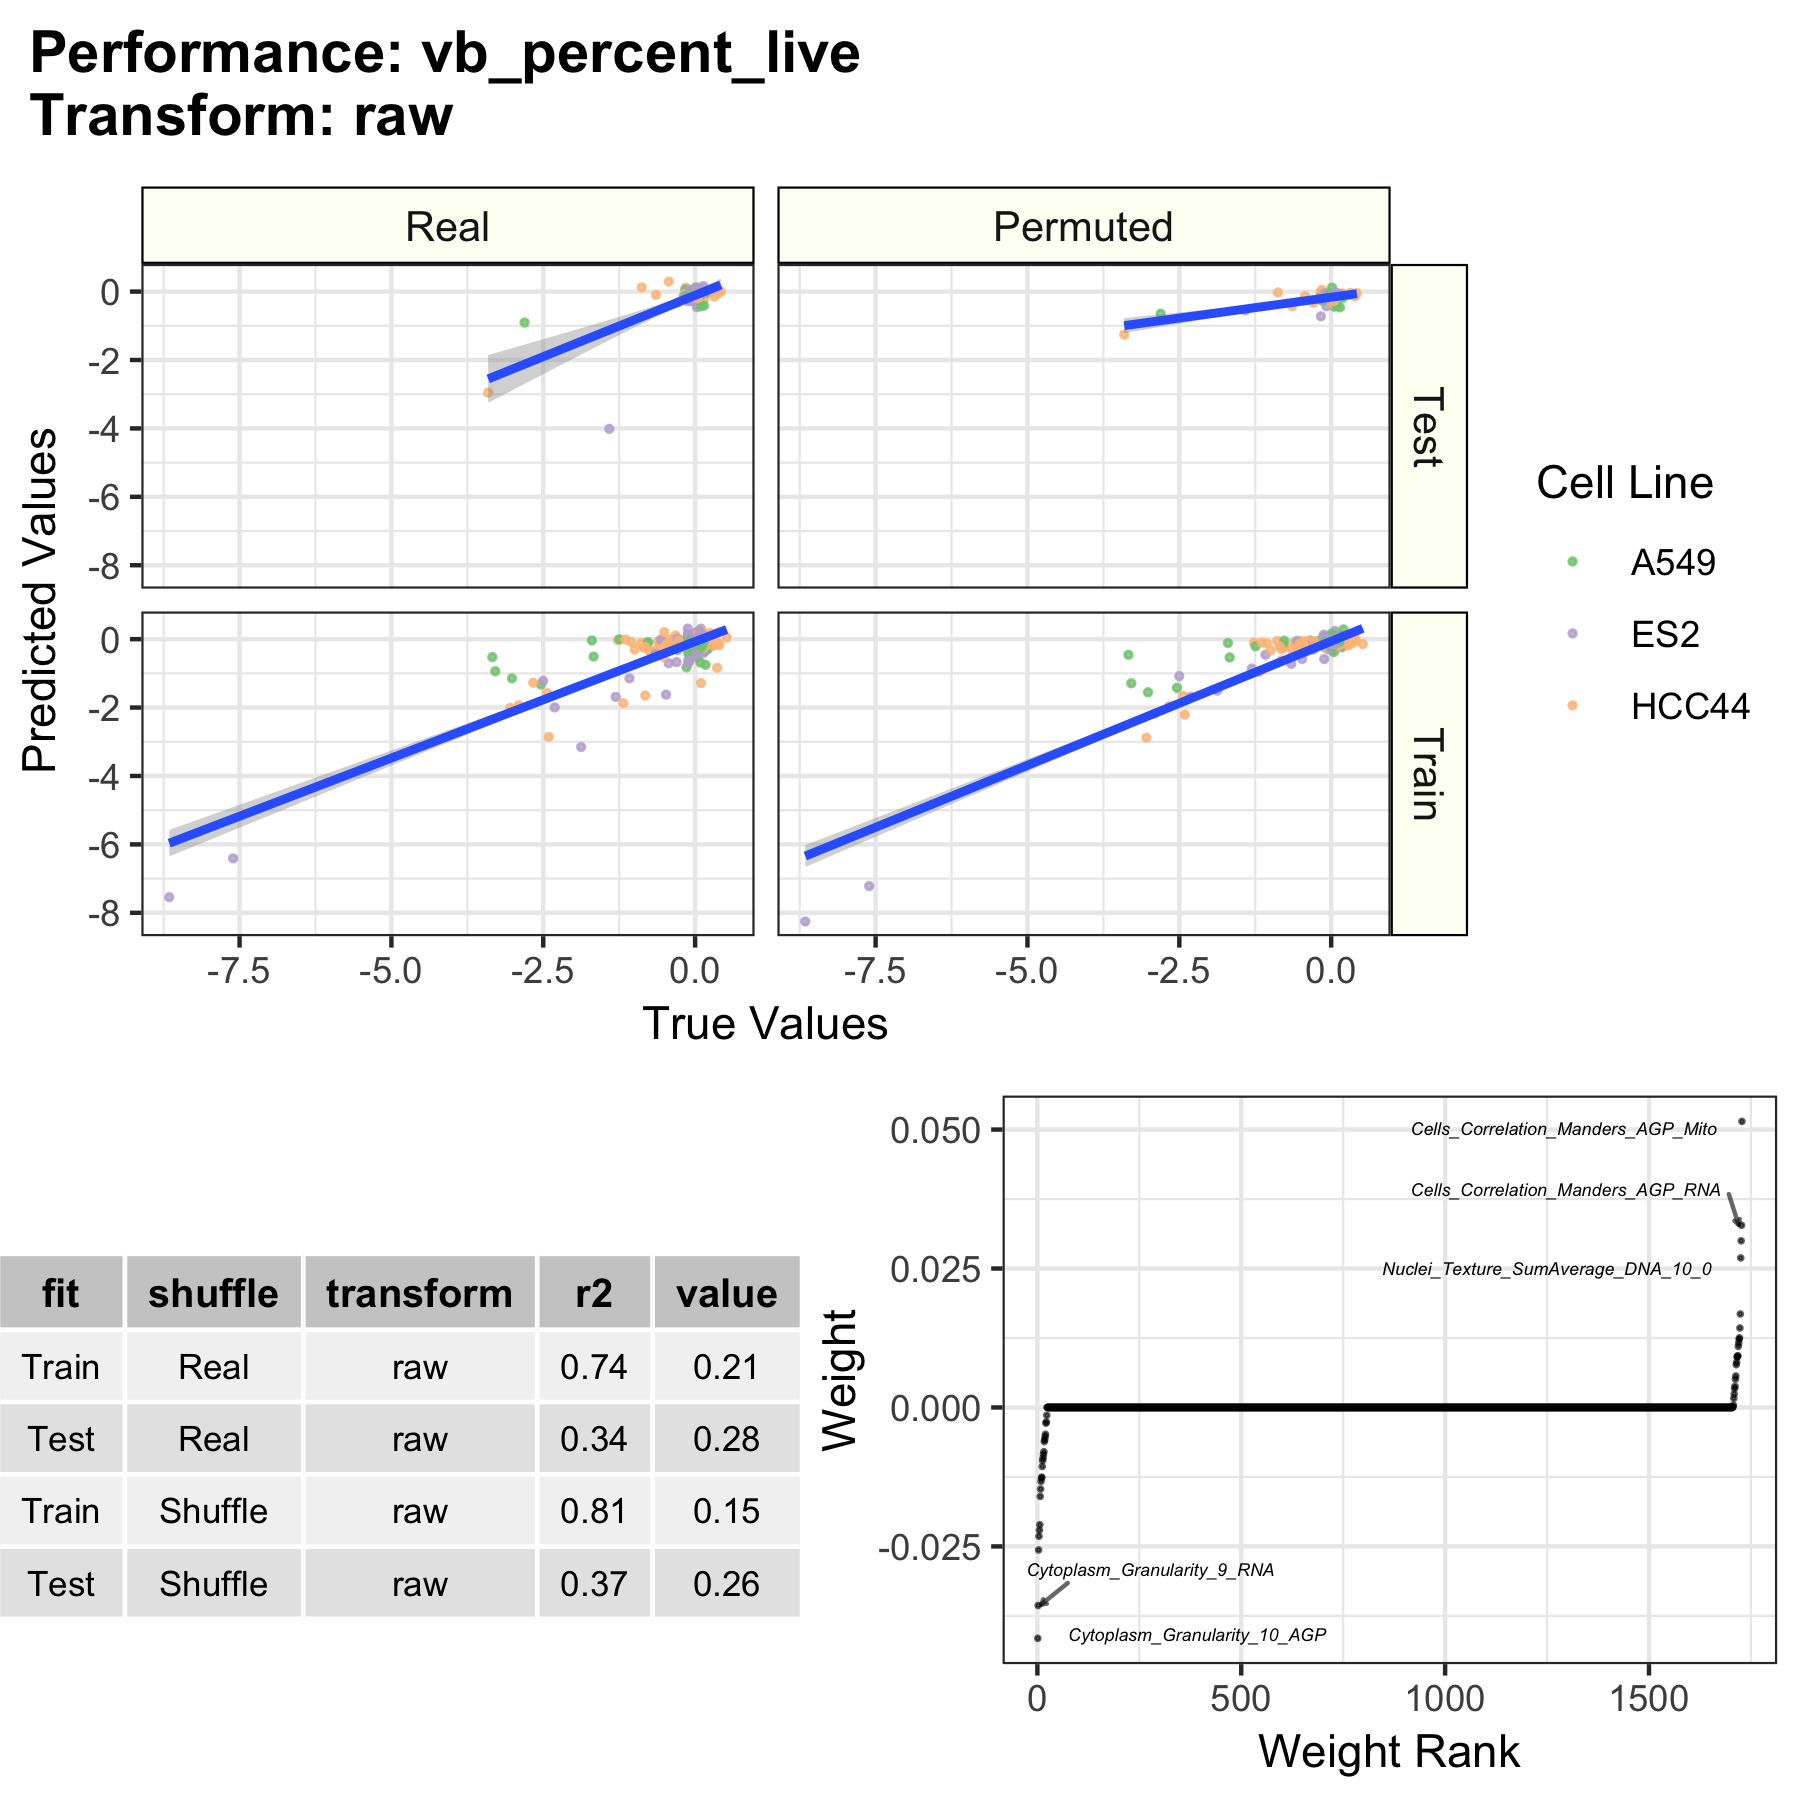 Performance: vb_percent_live
Transform: raw
Real
Permuted
Predicted Values
0
-2
-4
-6
-8
Test
0
-2
-4
-6
-8
Train
-7.5
-5.0
-2.5
0.0
-7.5
-5.0
-2.5
0.0
True Values
Cell Line
A549
ES2
HCC44
fit shuffle transform r2 value
Train Real raw 0.74 0.21
Test Real raw 0.34 0.28
Train Shuffle raw 0.81 0.15
Test Shuffle raw 0.37 0.26
Weight
0.050
0.025
0.000
-0.025
Cells_Correlation_Manders_AGP_Mito
Cells_Correlation_Manders_AGP_RNA
Nuclei_Texture_SumAverage_DNA_10_0
Cytoplasm_Granularity_9_RNA
Cytoplasm_Granularity_10_AGP
0
500
1000
1500
Weight Rank